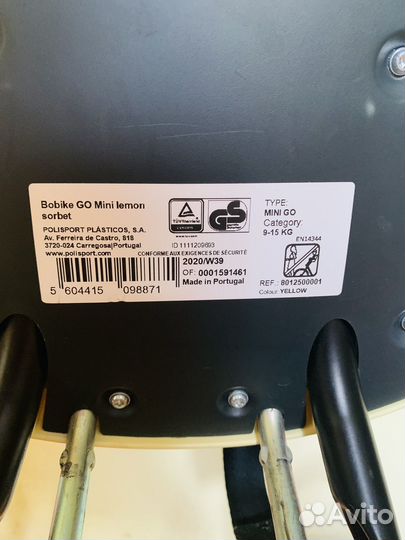 Bobike GO Mini lemon
sorbet
POLISPORT PLÁSTICOS, S.A.
Av. Ferreira de Castro, 818
3720-024 Carregosa|Portugal
www.polisport.com
ID 1111209693
CONFORME AUX EXIGENCES DE SÉCURITÉ
2020/W39
OF: 0001591461
Made in Portugal
5 604415 098871
GS
TYPE:
MINI GO
Category:
9-15 KG
EN14344
REF.: 8012500001
Colour: YELLOW
Avito